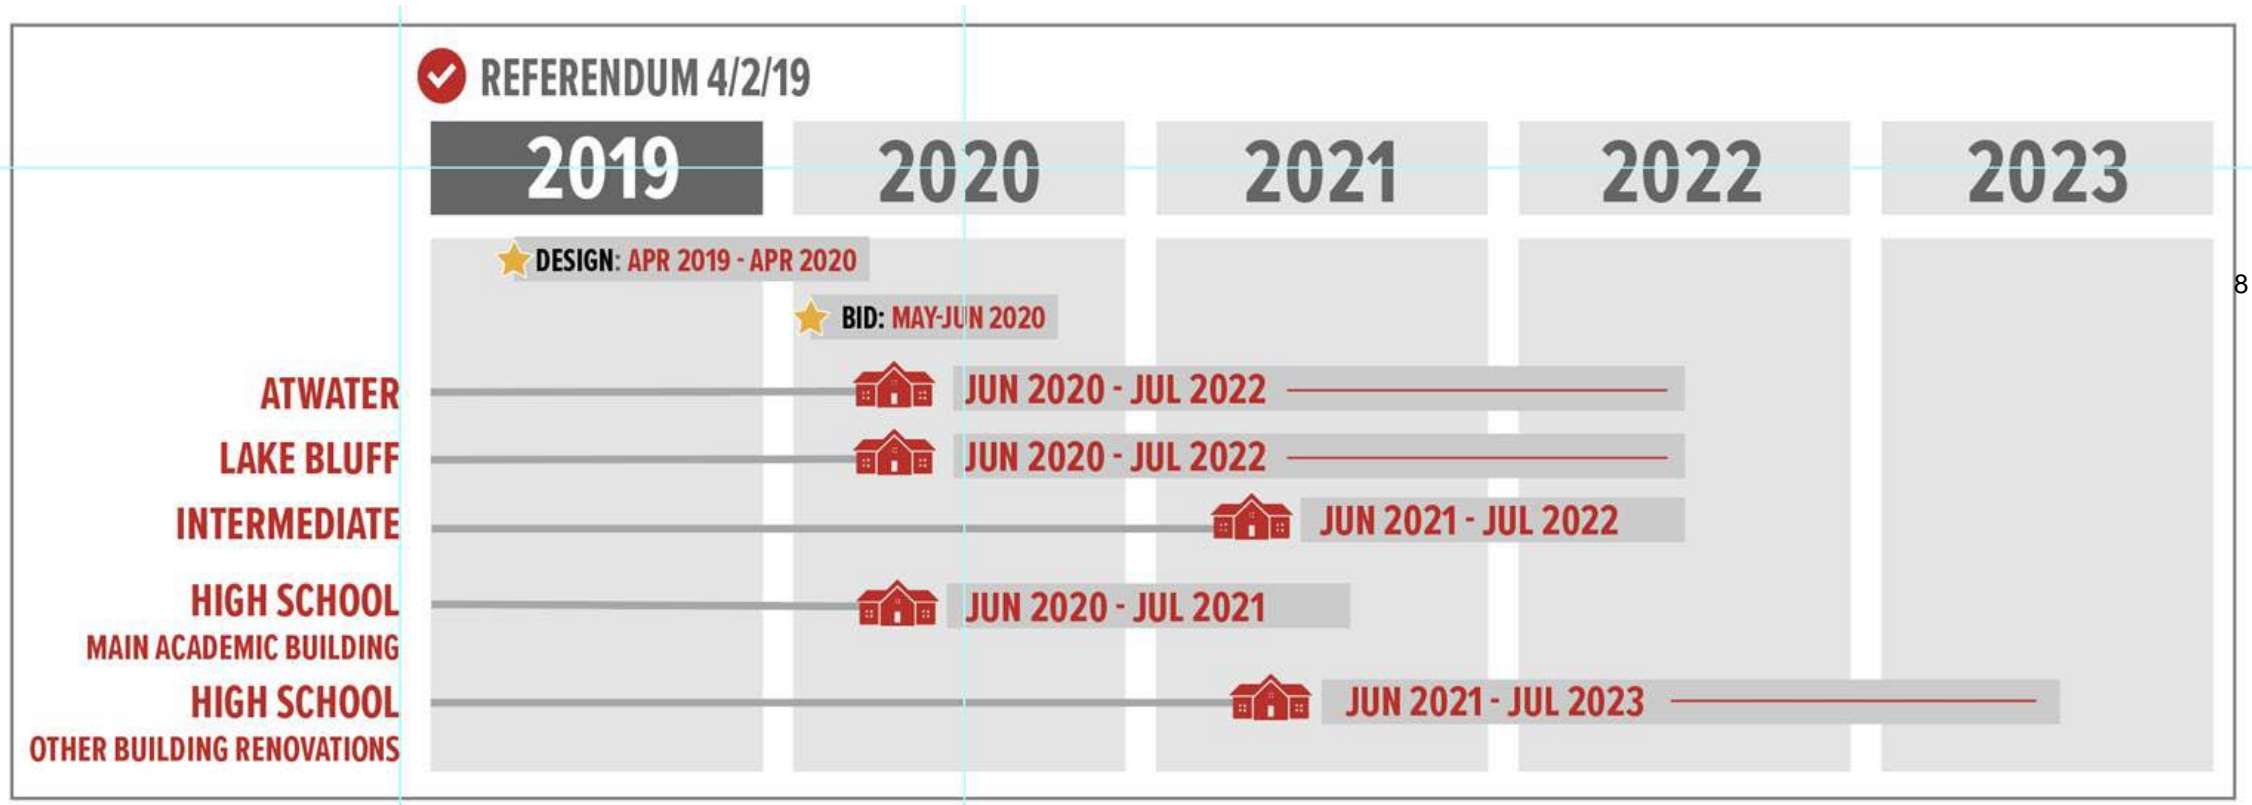 REFERENDUM 4/2/19
2019 2020 2021 2022 2023
DESIGN: APR 2019 - APR 2020
8
BID: MAY-JUN 2020
ATWATER JUN 2020 - JUL 2022
LAKE BLUFF JUN 2020 - JUL 2022
INTERMEDIATE JUN 2021 - JUL 2022
HIGH SCHOOL JUN 2020 - JUL 2021
MAIN ACADEMIC BUILDING
HIGH SCHOOL JUN 2021 - JUL 2023
OTHER BUILDING RENOVATIONS